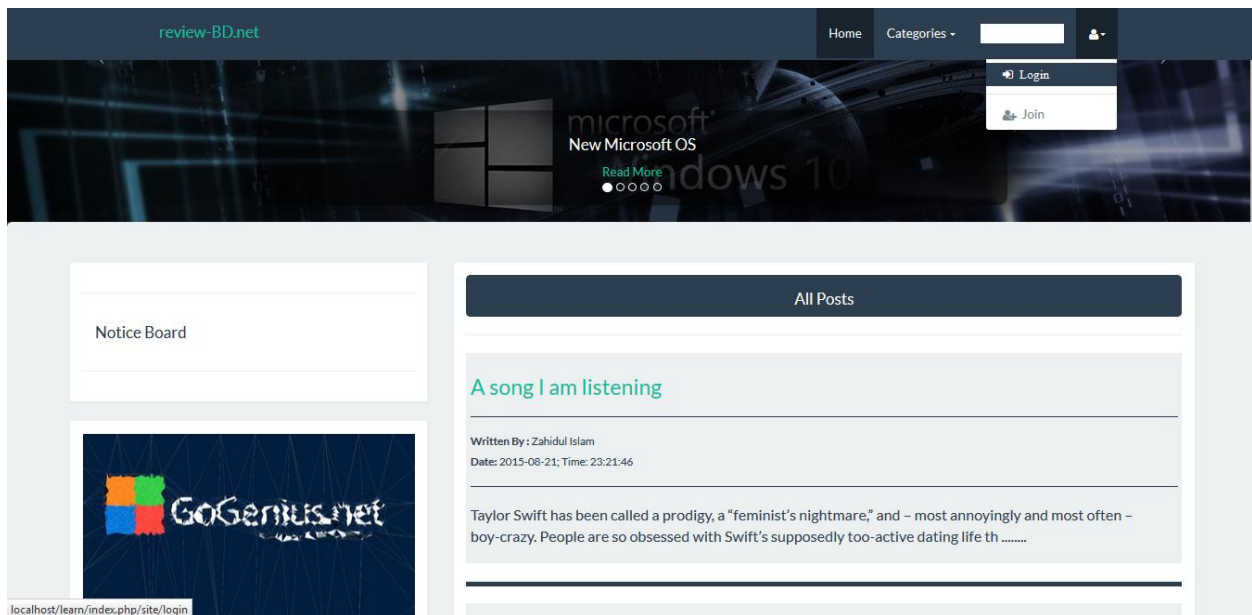 review-BD.net
Home
Categories
Login
Join
microsoft
New Microsoft OS
Windows 10
Read More
Notice Board
All Posts
A song I am listening
Written By : Zahidul Islam
Date: 2015-08-21; Time: 23:21:46
Taylor Swift has been called a prodigy, a “feminist’s nightmare,” and – most annoyingly and most often –
boy-crazy. People are so obsessed with Swift’s supposedly too-active dating life th ........
GoGenius.net
localhost/learn/index.php/site/login